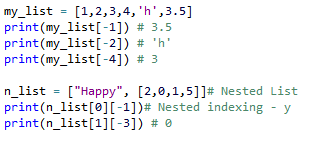 my_list = [1,2,3,4,'h',3.5]
print(my_list[-1]) # 3.5
print(my_list[-2]) # 'h'
print(my_list[-4]) # 3
n_list = ["Happy", [2,0,1,5]]# Nested List
print(n_list[0][-1])# Nested indexing - y
print(n_list[1][-3]) # 0